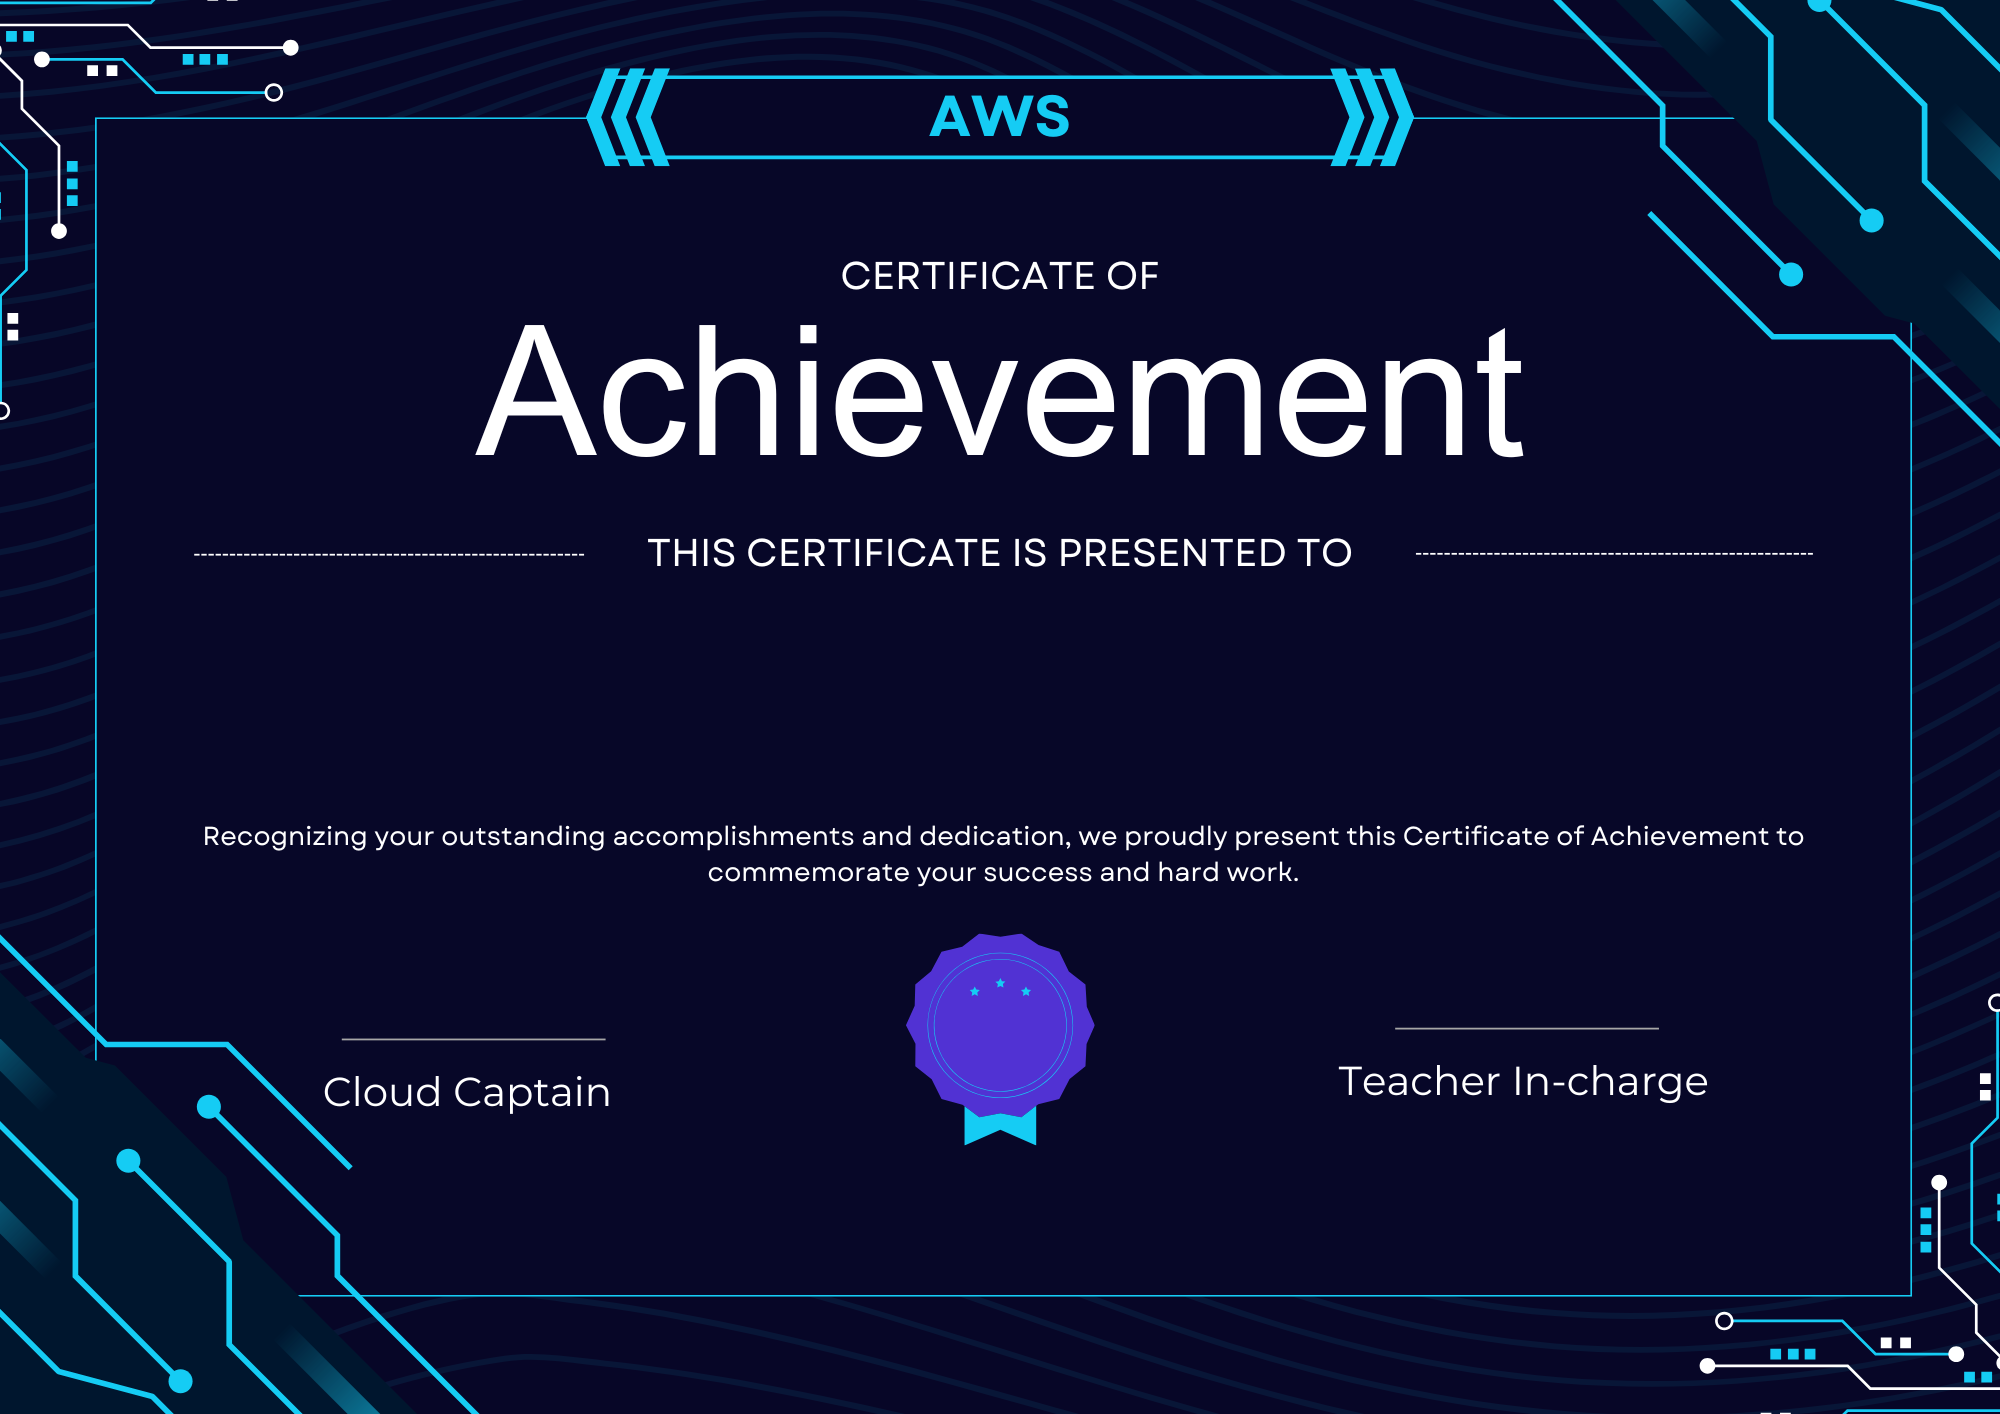 AWS
CERTIFICATE OF
Achievement
THIS CERTIFICATE IS PRESENTED TO
Recognizing your outstanding accomplishments and dedication, we proudly present this Certificate of Achievement to
commemorate your success and hard work.
Cloud Captain
Teacher In-charge